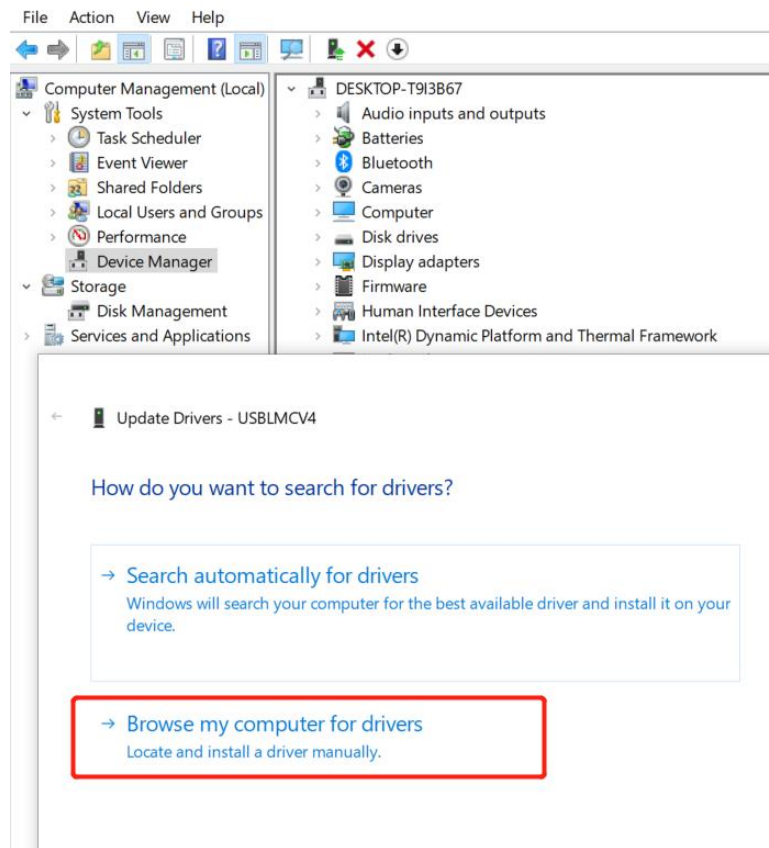 File Action View Help
Computer Management (Local)
System Tools
Task Scheduler
Event Viewer
Shared Folders
Local Users and Groups
Performance
Device Manager
Storage
Disk Management
Services and Applications
DESKTOP-T9I3B67
Audio inputs and outputs
Batteries
Bluetooth
Cameras
Computer
Disk drives
Display adapters
Firmware
Human Interface Devices
Intel(R) Dynamic Platform and Thermal Framework
Update Drivers - USBLMCV4
How do you want to search for drivers?
Search automatically for drivers
Windows will search your computer for the best available driver and install it on your
device.
Browse my computer for drivers
Locate and install a driver manually.